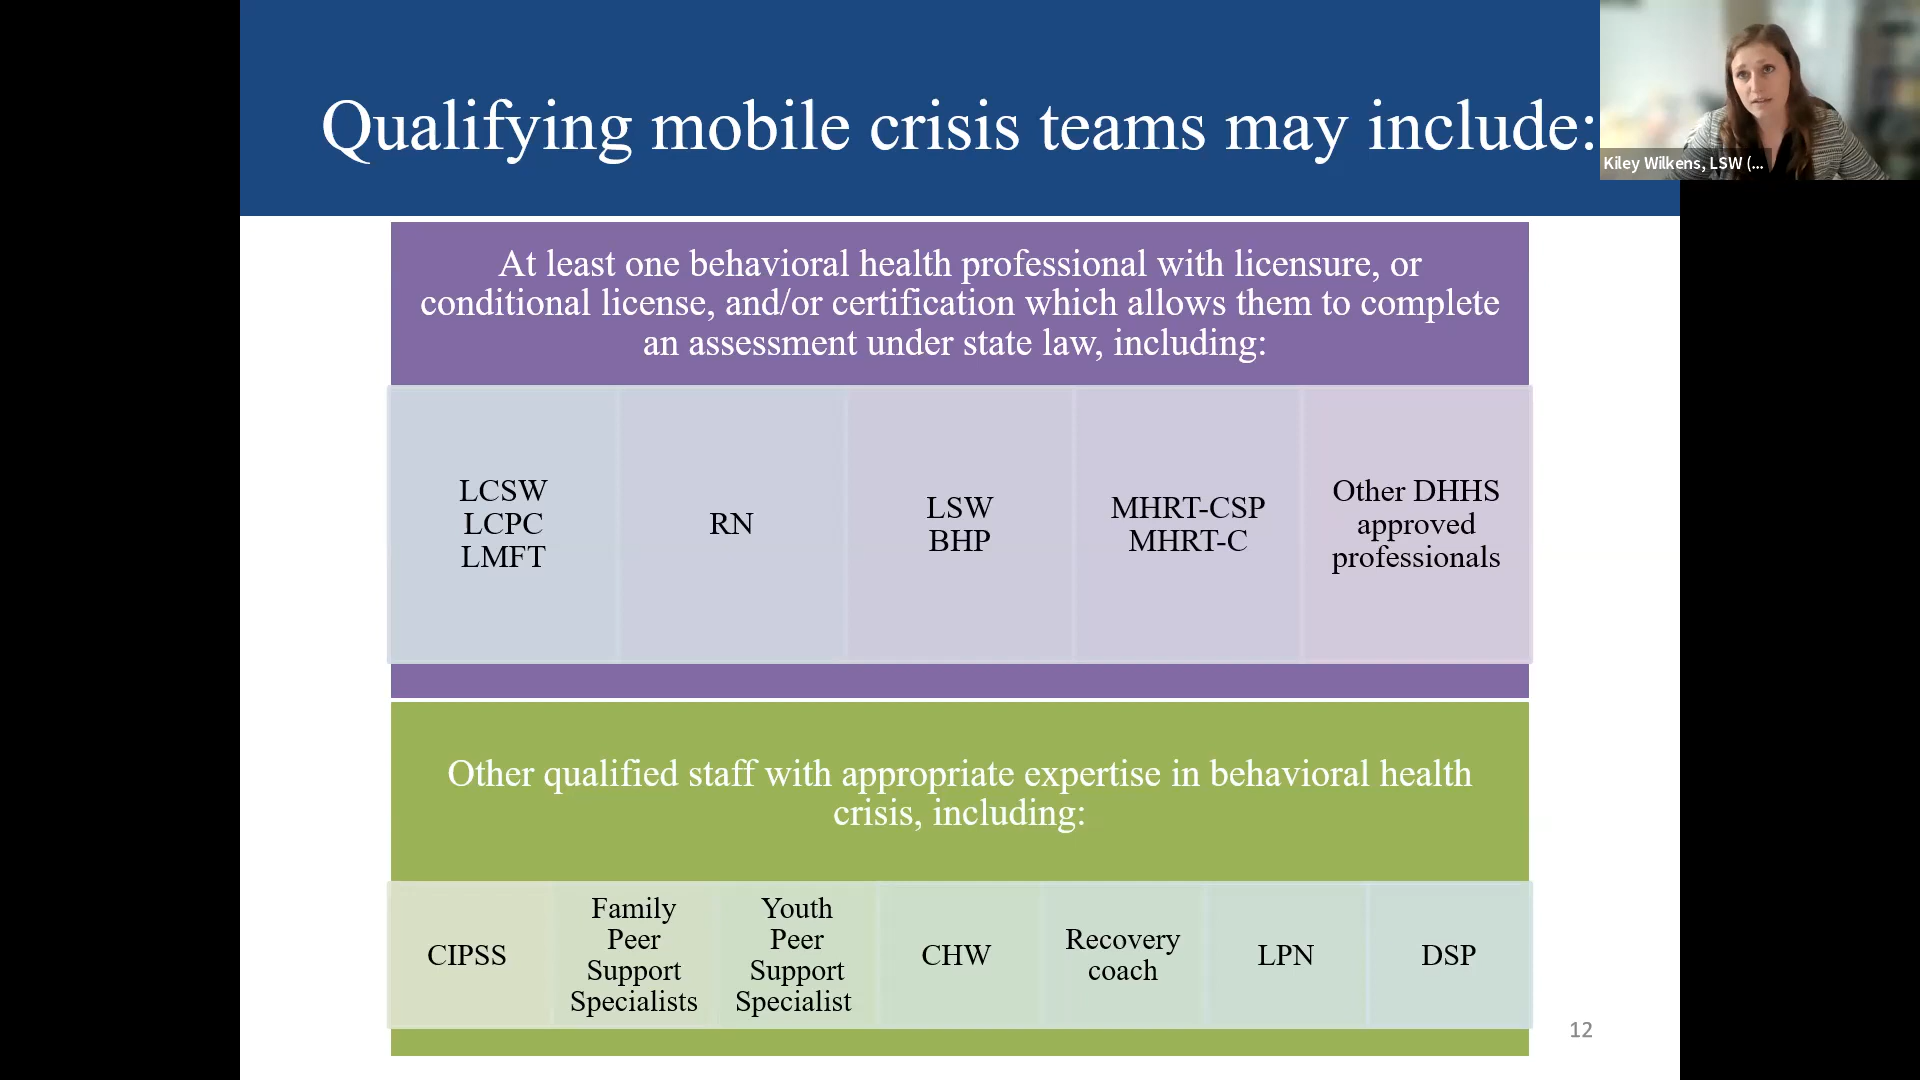 Qualifying mobile crisis teams may include:
Kiley Wilkens, LSW (...
At least one behavioral health professional with licensure, or
conditional license, and/or certification which allows them to complete
an assessment under state law, including:
LCSW
LCPC
LMFT
RN
LSW
BHP
MHRT-CSP
MHRT-C
Other DHHS
approved
professionals
Other qualified staff with appropriate expertise in behavioral health
crisis, including:
CIPSS
Family
Peer
Support
Specialists
Youth
Peer
Support
Specialist
CHW
Recovery
coach
LPN
DSP
12